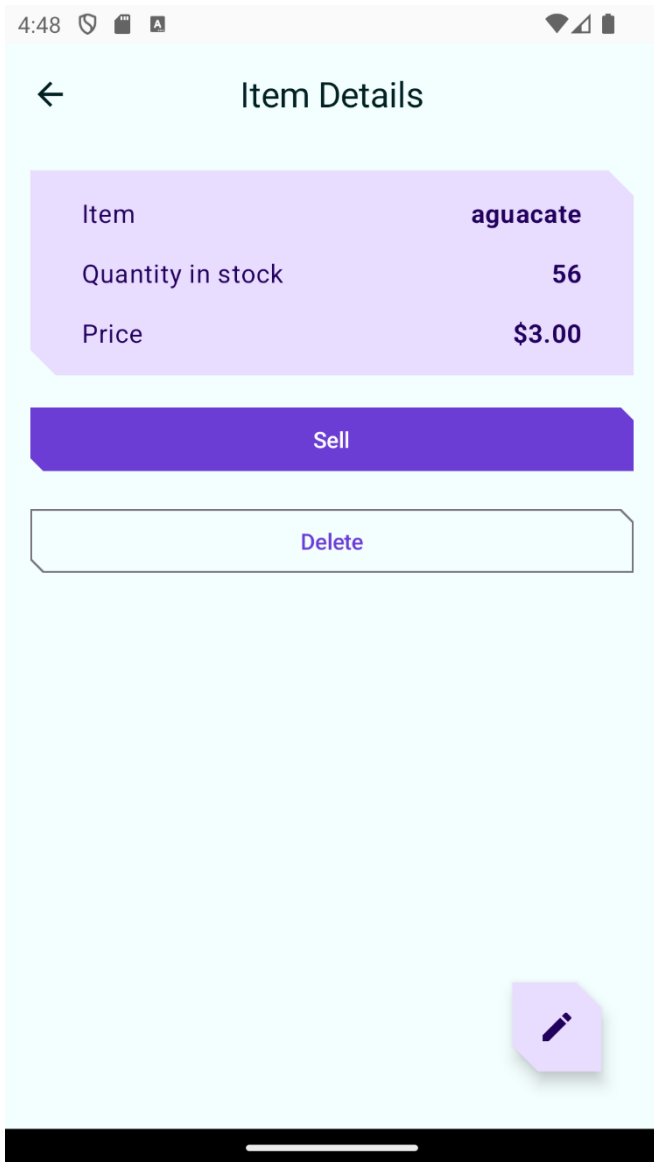 4:48
Item Details
Item aguacate
Quantity in stock 56
Price $3.00
Sell
Delete